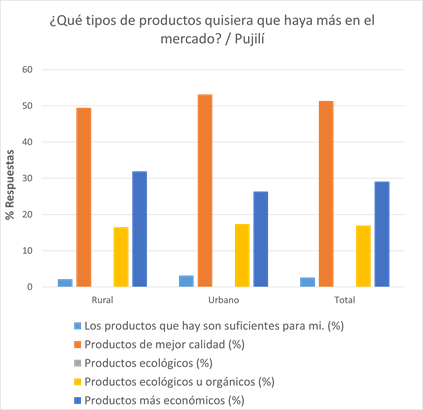 ¿Qué tipos de productos quisiera que haya más en el
mercado? / Pujilí
60
50
40
30
20
10
0
% Respuestas
Rural
Urbano
Total
Los productos que hay son suficientes para mi. (%)
Productos de mejor calidad (%)
Productos ecológicos (%)
Productos ecológicos u orgánicos (%)
Productos más económicos (%)